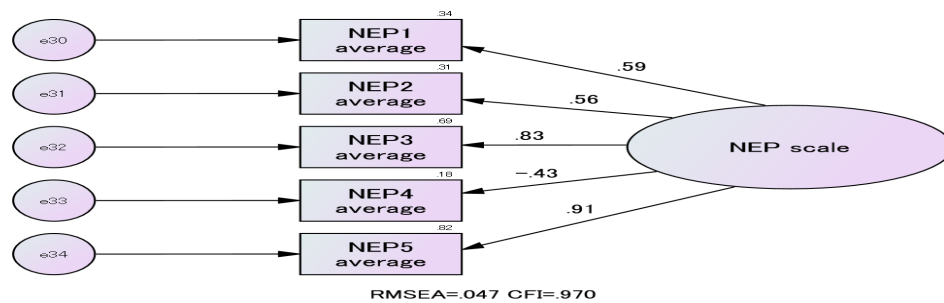 .34
e30
NEP1
average
.59
.31
e31
NEP2
average
.56
.69
e32
NEP3
average
.83
NEP scale
.18
e33
NEP4
average
-.43
.82
e34
NEP5
average
.91
RMSEA=.047 CFI=.970